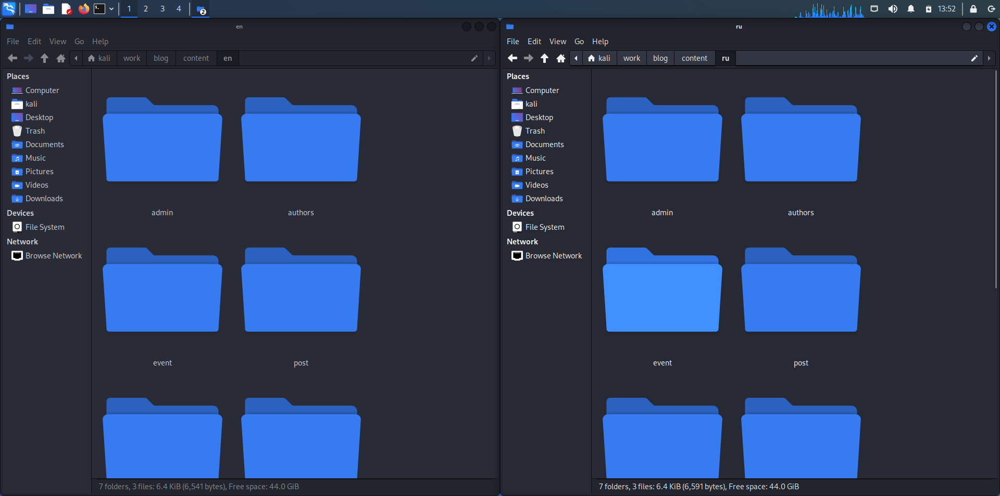 1 2 3 4 2 13:52
en
File Edit View Go Help
kali work blog content en
Places
Computer
kali
Desktop
Trash
Documents
Music
Pictures
Videos
Downloads
Devices
File System
Network
Browse Network
admin authors
event post
7 folders, 3 files: 6.4 KiB (6,541 bytes), Free space: 44.0 GiB
ru
File Edit View Go Help
kali work blog content ru
Places
Computer
kali
Desktop
Trash
Documents
Music
Pictures
Videos
Downloads
Devices
File System
Network
Browse Network
admin authors
event post
7 folders, 3 files: 6.4 KiB (6,591 bytes), Free space: 44.0 GiB